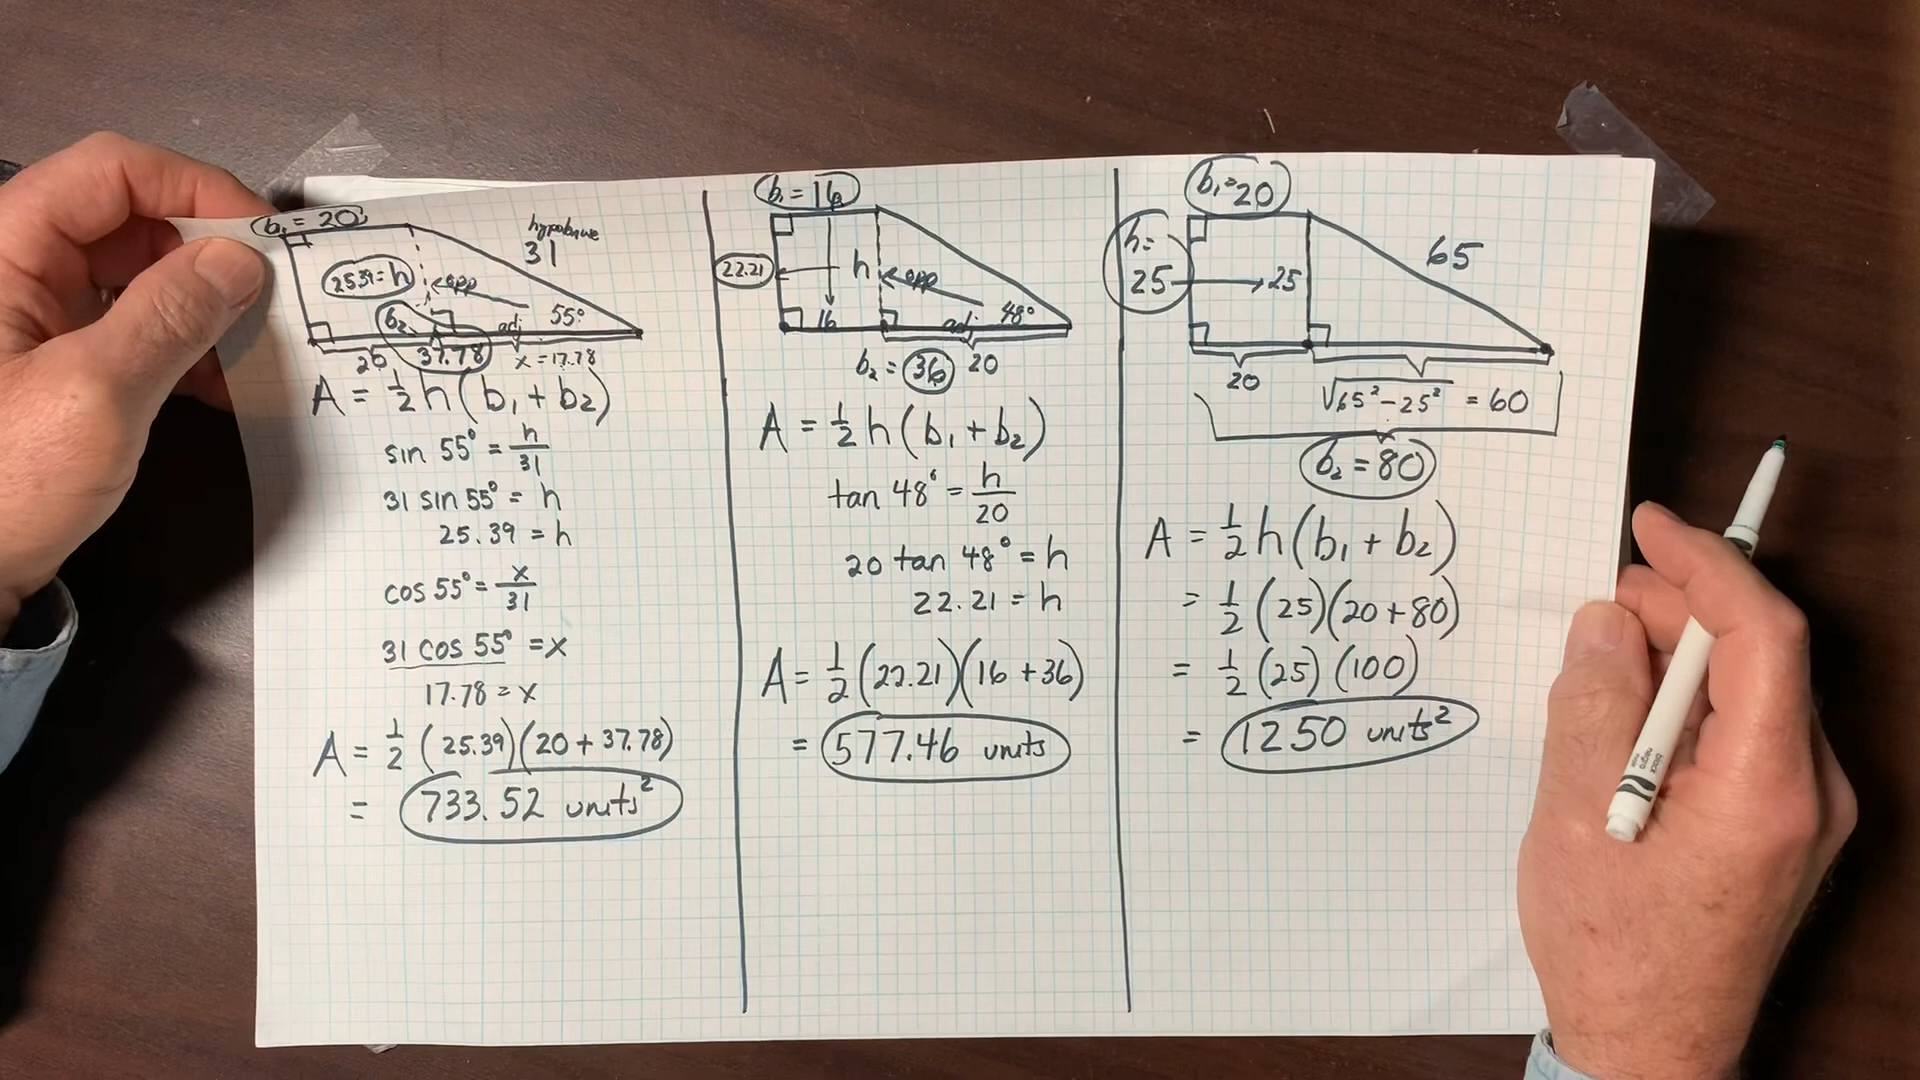 b₁ = 20
hypotenuse
31
25.39 = h
opp
b₂
adj
55°
20
37.78
x = 17.78
A = 1/2 h (b₁ + b₂)
sin 55° = h/31
31 sin 55° = h
25.39 = h
cos 55° = x/31
31 cos 55° = x
17.78 = x
A = 1/2 (25.39)(20 + 37.78)
= 733.52 units²
b₁ = 16
22.21
h
opp
16
adj
48°
b₂ = 36
20
A = 1/2 h (b₁ + b₂)
tan 48° = h/20
20 tan 48° = h
22.21 = h
A = 1/2 (22.21)(16 + 36)
= 577.46 units
b₁ = 20
h =
25
25
65
20
√65² - 25² = 60
b₂ = 80
A = 1/2 h (b₁ + b₂)
= 1/2 (25)(20 + 80)
= 1/2 (25) (100)
= 1250 units²
black
negro